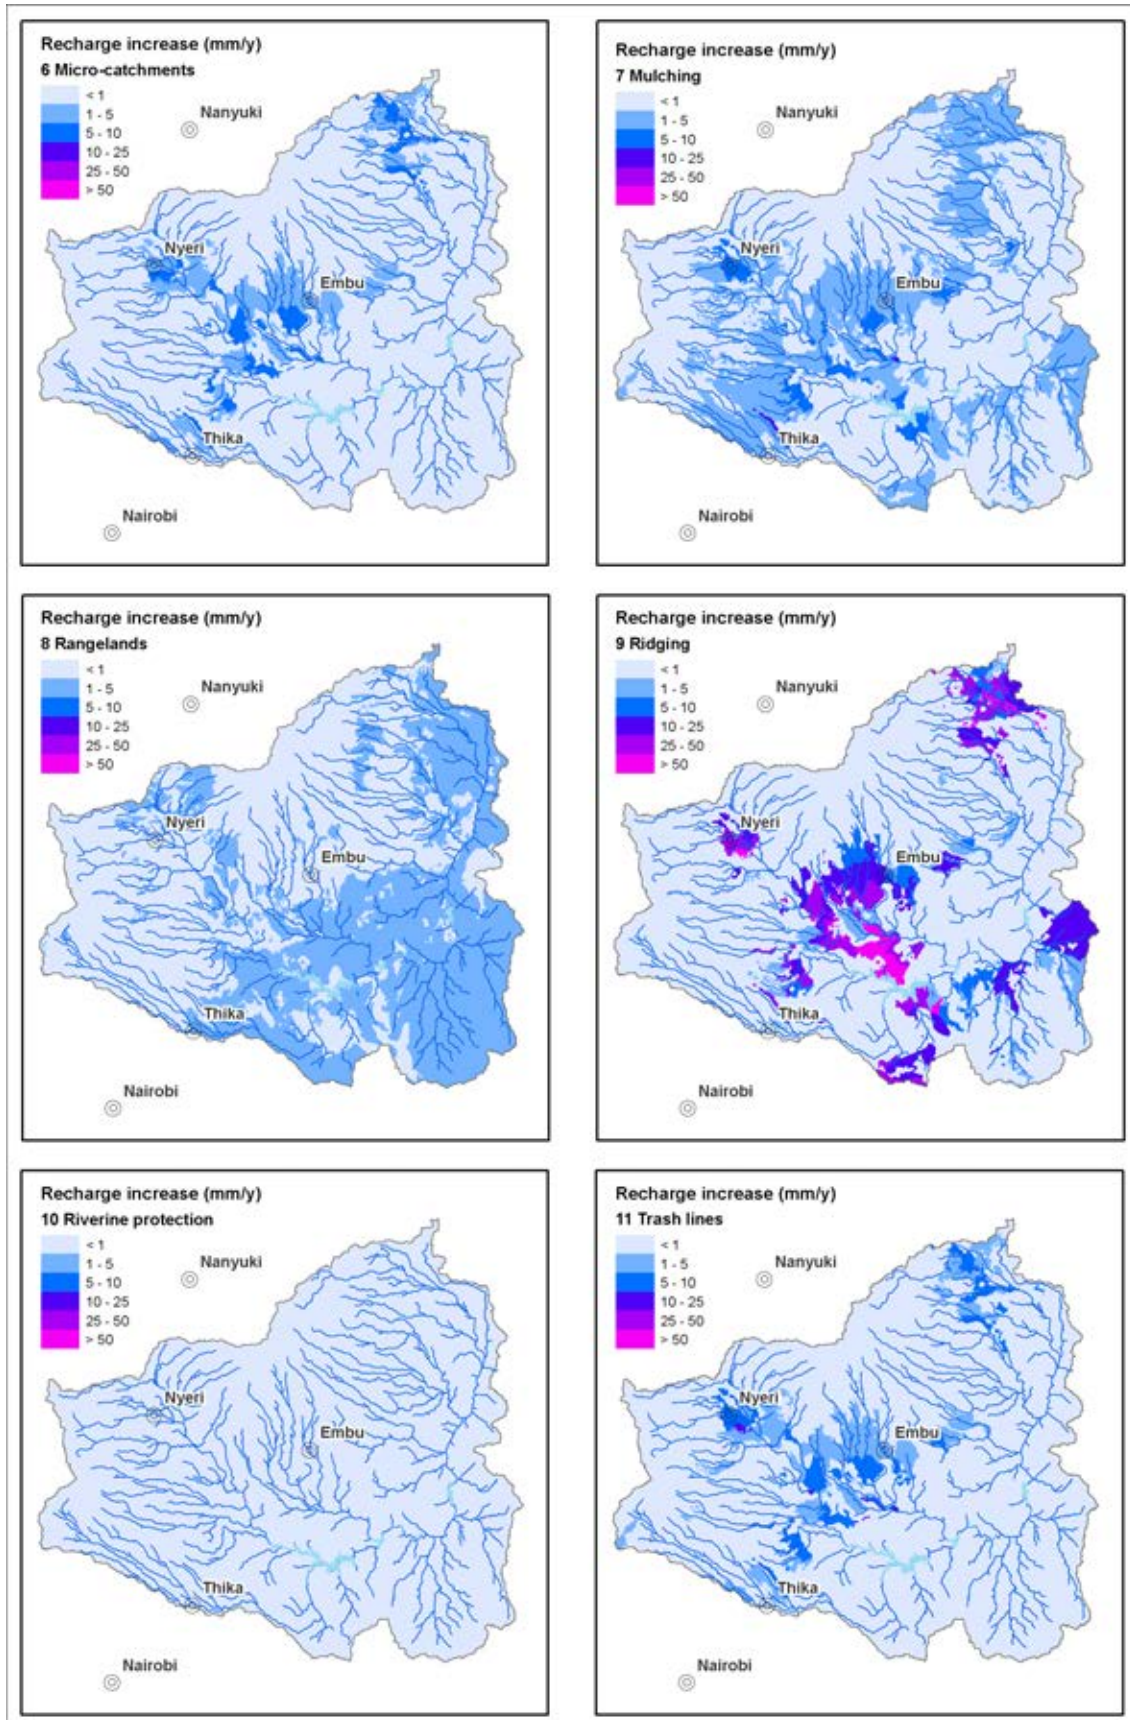 Recharge increase (mm/y)
6 Micro-catchments
< 1
1 - 5
5 - 10
10 - 25
25 - 50
> 50
Nanyuki
Nyeri
Embu
Thika
Nairobi
Recharge increase (mm/y)
7 Mulching
< 1
1 - 5
5 - 10
10 - 25
25 - 50
> 50
Nanyuki
Nyeri
Embu
Thika
Nairobi
Recharge increase (mm/y)
8 Rangelands
< 1
1 - 5
5 - 10
10 - 25
25 - 50
> 50
Nanyuki
Nyeri
Embu
Thika
Nairobi
Recharge increase (mm/y)
9 Ridging
< 1
1 - 5
5 - 10
10 - 25
25 - 50
> 50
Nanyuki
Nyeri
Embu
Thika
Nairobi
Recharge increase (mm/y)
10 Riverine protection
< 1
1 - 5
5 - 10
10 - 25
25 - 50
> 50
Nanyuki
Nyeri
Embu
Thika
Nairobi
Recharge increase (mm/y)
11 Trash lines
< 1
1 - 5
5 - 10
10 - 25
25 - 50
> 50
Nanyuki
Nyeri
Embu
Thika
Nairobi